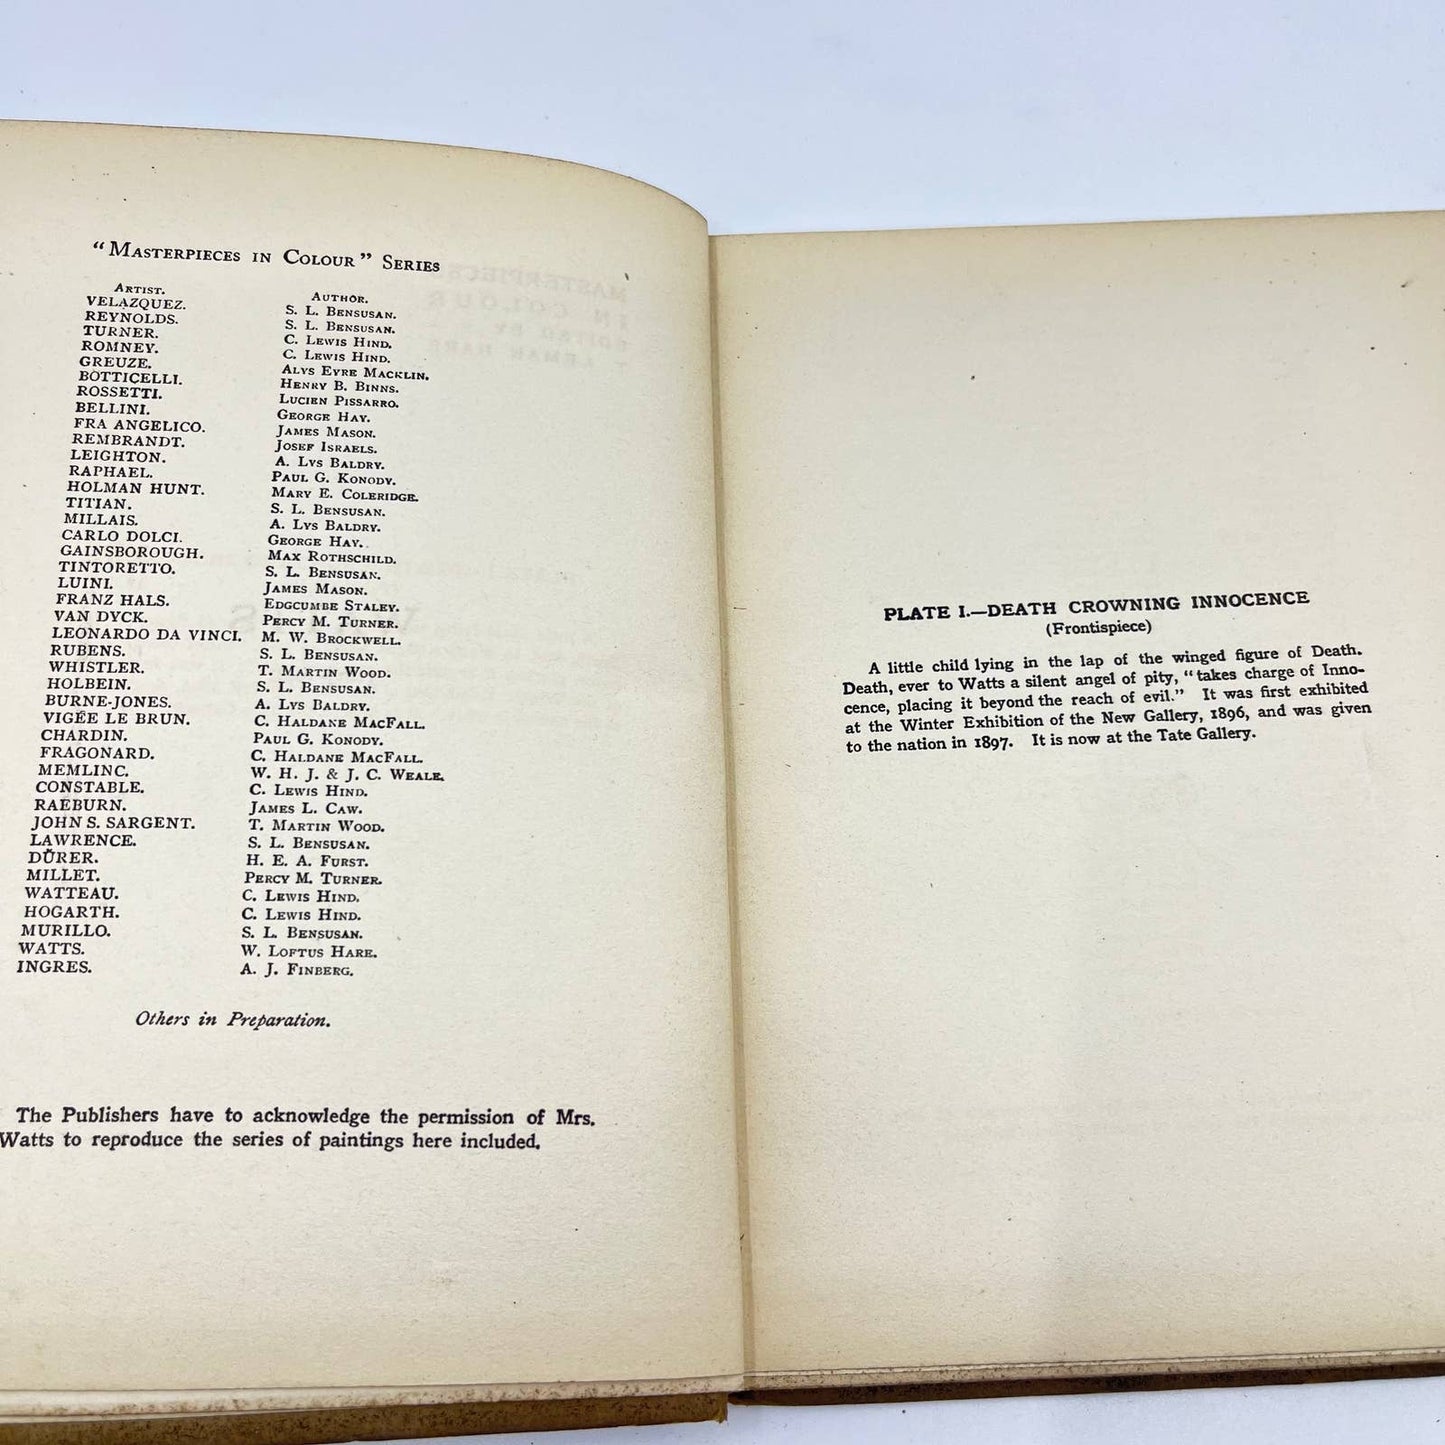 "Masterpieces in Colour" Series
Artist. Author.
VELAZQUEZ. S. L. Bensusan.
REYNOLDS. S. L. Bensusan.
TURNER. C. Lewis Hind.
ROMNEY. C. Lewis Hind.
GREUZE. Alys Eyre Macklin.
BOTTICELLI. Henry B. Binns.
ROSSETTI. Lucien Pissarro.
BELLINI. George Hay.
FRA ANGELICO. James Mason.
REMBRANDT. Josef Israels.
LEIGHTON. A. Lys Baldry.
RAPHAEL. Paul G. Konody.
HOLMAN HUNT. Mary E. Coleridge.
TITIAN. S. L. Bensusan.
MILLAIS. A. Lys Baldry.
CARLO DOLCI. George Hay.
GAINSBOROUGH. Max Rothschild.
TINTORETTO. S. L. Bensusan.
LUINI. James Mason.
FRANZ HALS. Edgcumbe Staley.
VAN DYCK. Percy M. Turner.
LEONARDO DA VINCI. M. W. Brockwell.
RUBENS. S. L. Bensusan.
WHISTLER. T. Martin Wood.
HOLBEIN. S. L. Bensusan.
BURNE-JONES. A. Lys Baldry.
VIGÉE LE BRUN. C. Haldane MacFall.
CHARDIN. Paul G. Konody.
FRAGONARD. C. Haldane MacFall.
MEMLINC. W. H. J. & J. C. Weale.
CONSTABLE. C. Lewis Hind.
RAEBURN. James L. Caw.
JOHN S. SARGENT. T. Martin Wood.
LAWRENCE. S. L. Bensusan.
DÜRER. H. E. A. Furst.
MILLET. Percy M. Turner.
WATTEAU. C. Lewis Hind.
HOGARTH. C. Lewis Hind.
MURILLO. S. L. Bensusan.
WATTS. W. Loftus Hare.
INGRES. A. J. Finberg.
Others in Preparation.
The Publishers have to acknowledge the permission of Mrs.
Watts to reproduce the series of paintings here included.
PLATE I.—DEATH CROWNING INNOCENCE
(Frontispiece)
A little child lying in the lap of the winged figure of Death.
Death, ever to Watts a silent angel of pity, "takes charge of Inno-
cence, placing it beyond the reach of evil." It was first exhibited
at the Winter Exhibition of the New Gallery, 1896, and was given
to the nation in 1897. It is now at the Tate Gallery.